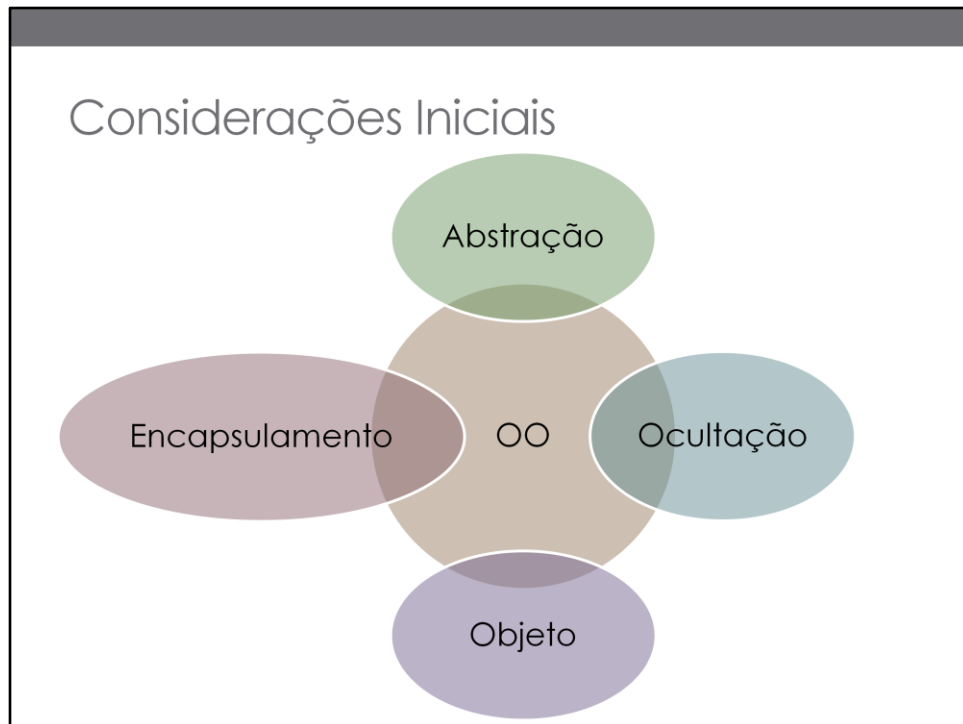 Considerações Iniciais
Abstração
Encapsulamento
OO
Ocultação
Objeto